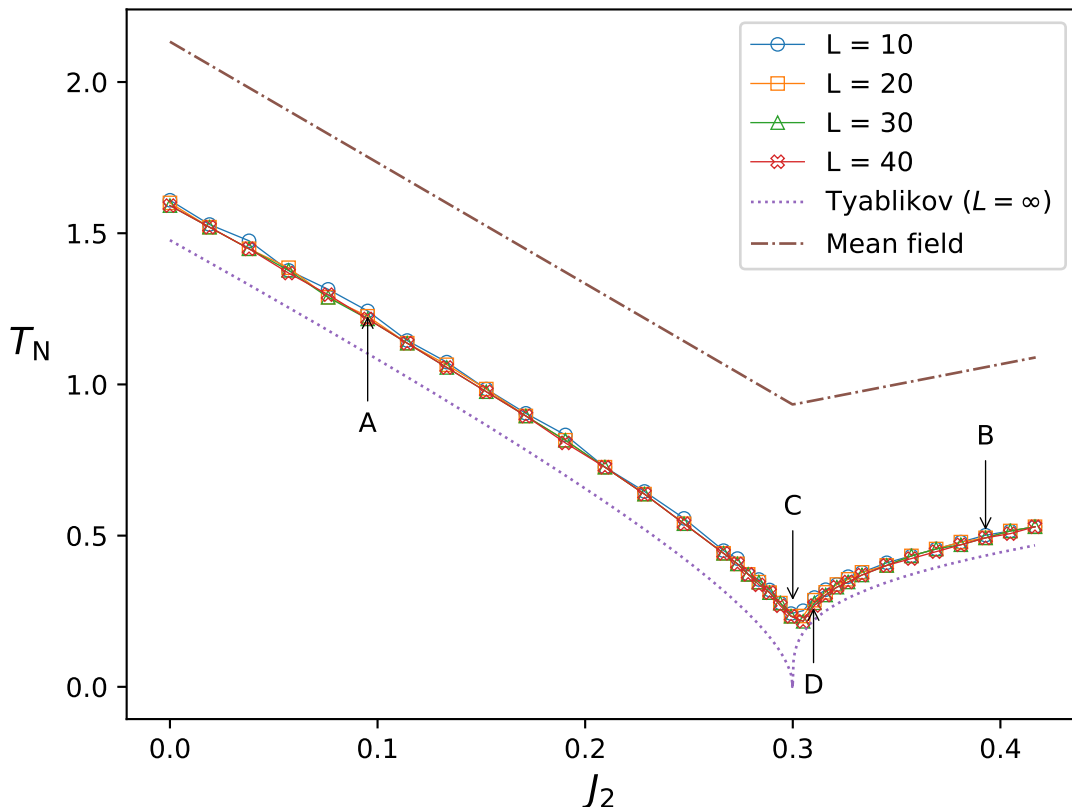 L = 10
L = 20
L = 30
L = 40
Tyablikov (L = ∞)
Mean field
2.0
1.5
1.0
0.5
0.0
T_N
A
B
C
D
0.0 0.1 0.2 0.3 0.4
J_2